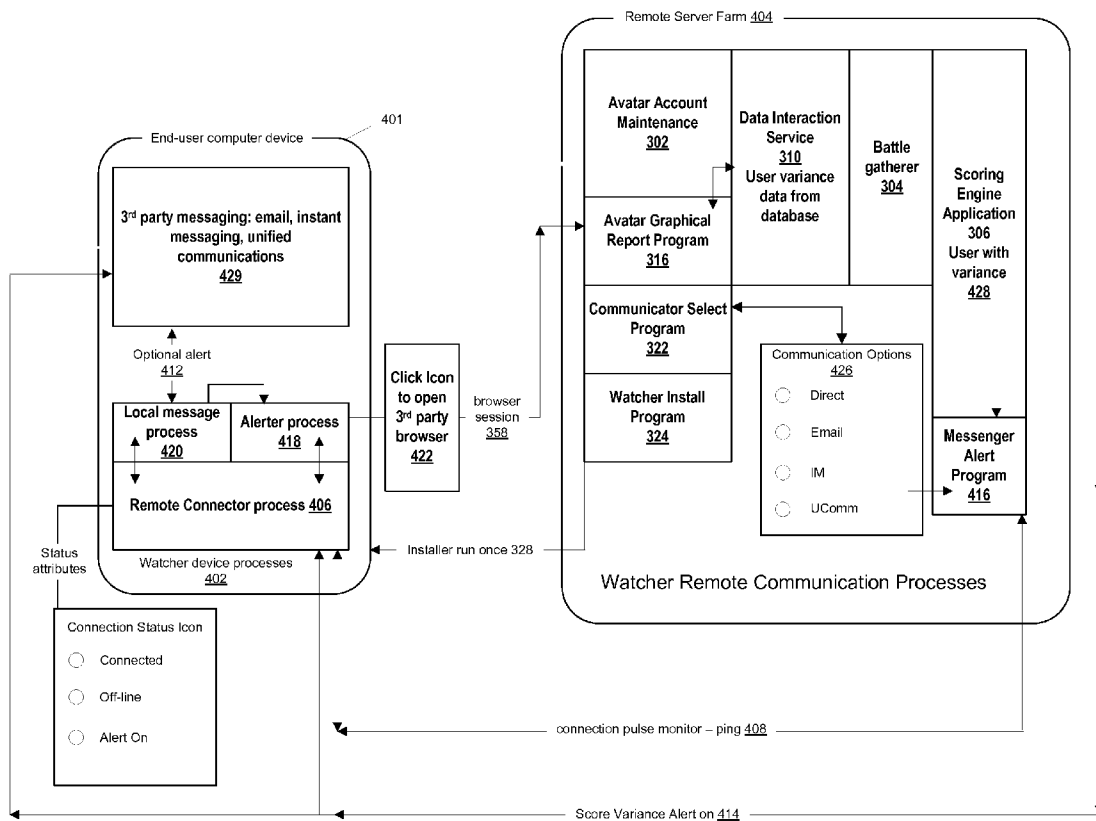 Remote Server Farm 404
401
End-user computer device
3rd party messaging: email, instant
messaging, unified
communications
429
Optional alert
412
Local message
process
420
Alerter process
418
Remote Connector process 406
Watcher device processes
402
Status
attributes
Connection Status Icon
Connected
Off-line
Alert On
Click Icon
to open
3rd party
browser
422
browser
session
358
Installer run once 328
Avatar Account
Maintenance
302
Avatar Graphical
Report Program
316
Communicator Select
Program
322
Watcher Install
Program
324
Data Interaction
Service
310
User variance
data from
database
Battle
gatherer
304
Scoring
Engine
Application
306
User with
variance
428
Communication Options
426
Direct
Email
IM
UComm
Messenger
Alert
Program
416
Watcher Remote Communication Processes
connection pulse monitor – ping 408
Score Variance Alert on 414